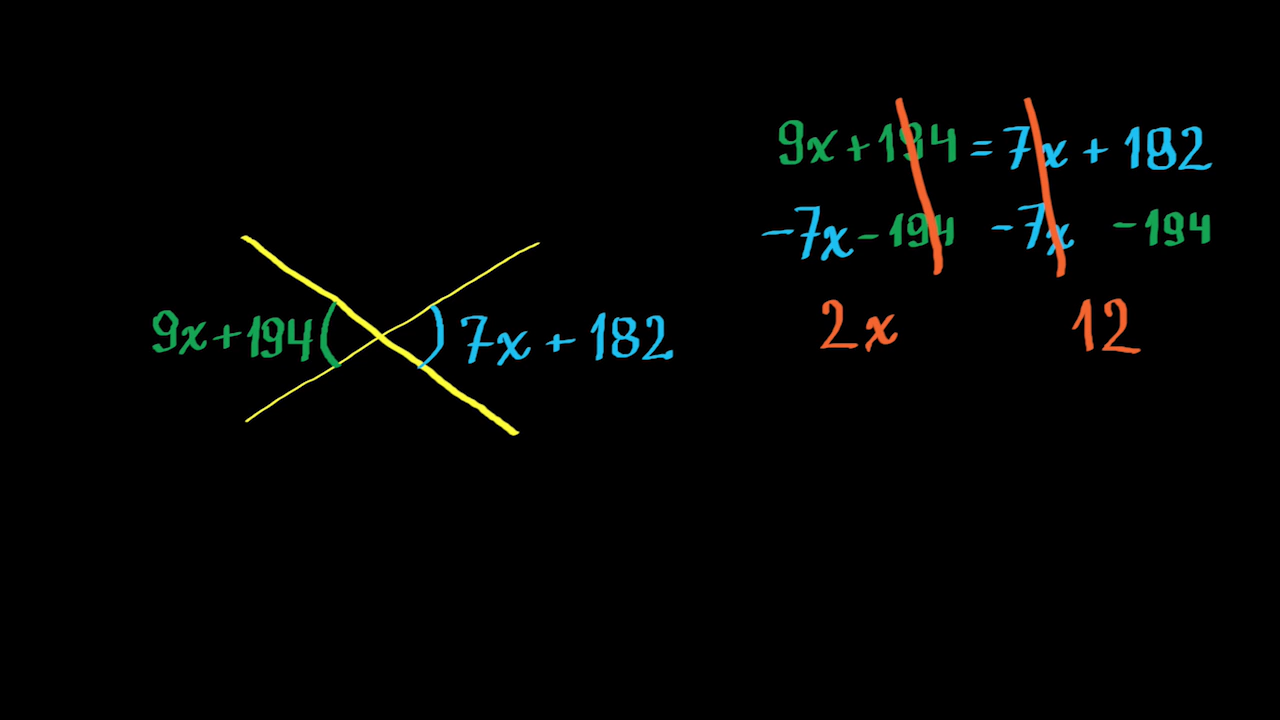 9x+194 = 7x + 182
-7x -194 -7x -194
2x 12
9x+194 7x + 182